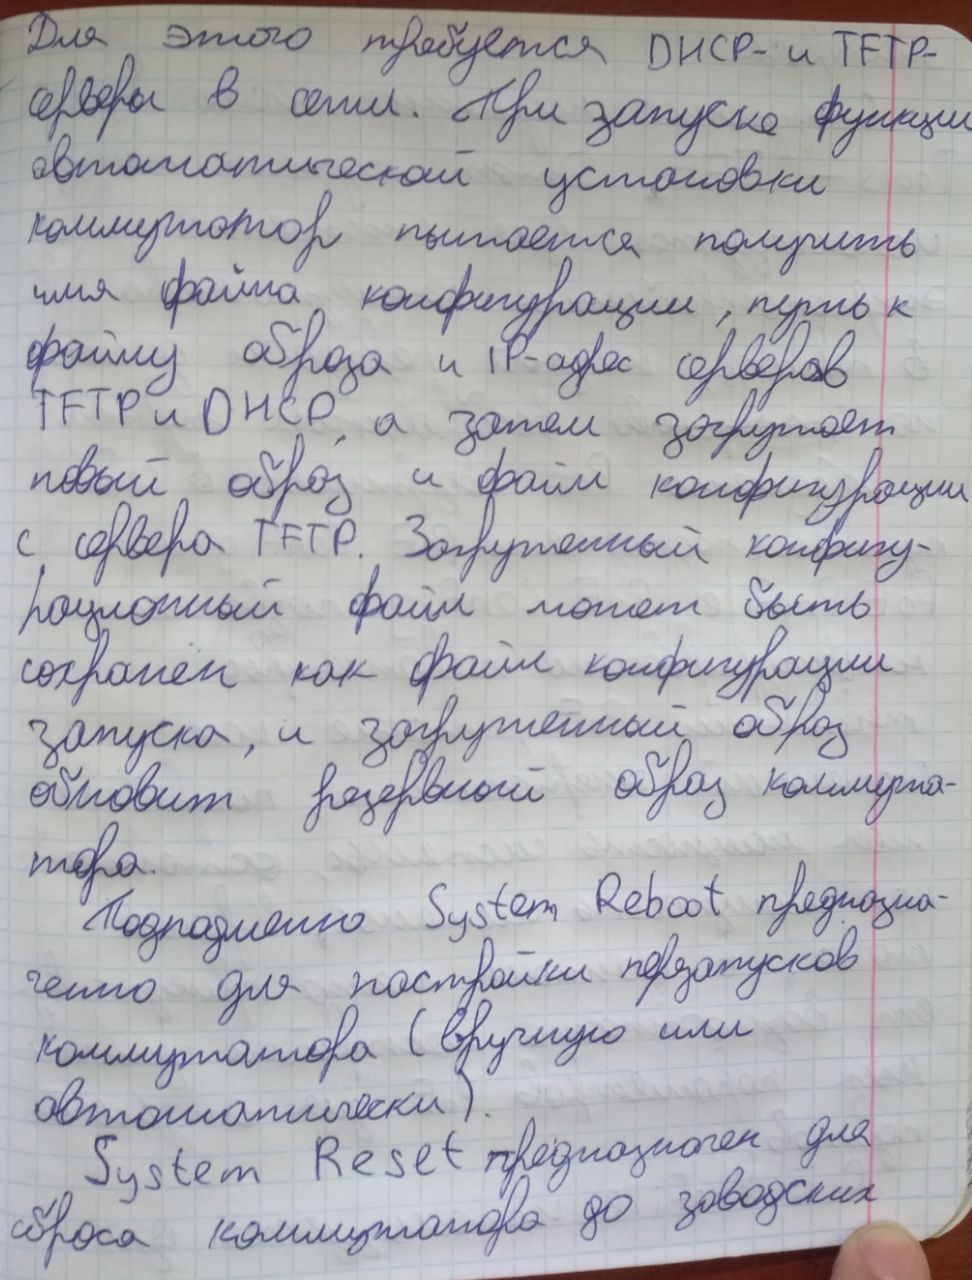 Для этого требуется DHCP- и TFTP-
серверы в сети. При запуске функции
автоматической установки
коммутатор пытается получить
имя файла конфигурации, путь к
файлу образа и IP-адрес серверов
TFTP и DHCP, а затем загружает
новый образ и файл конфигурации
с сервера TFTP. Загруженный конфигу-
рационный файл может быть
сохранён как файл конфигурации
запуска, и загруженный образ
обновит резервный образ коммута-
тора.
Подпадменю System Reboot предназна-
чено для настройки перезапусков
коммутатора (вручную или
автоматически).
System Reset предназначен для
сброса коммутатора до заводских